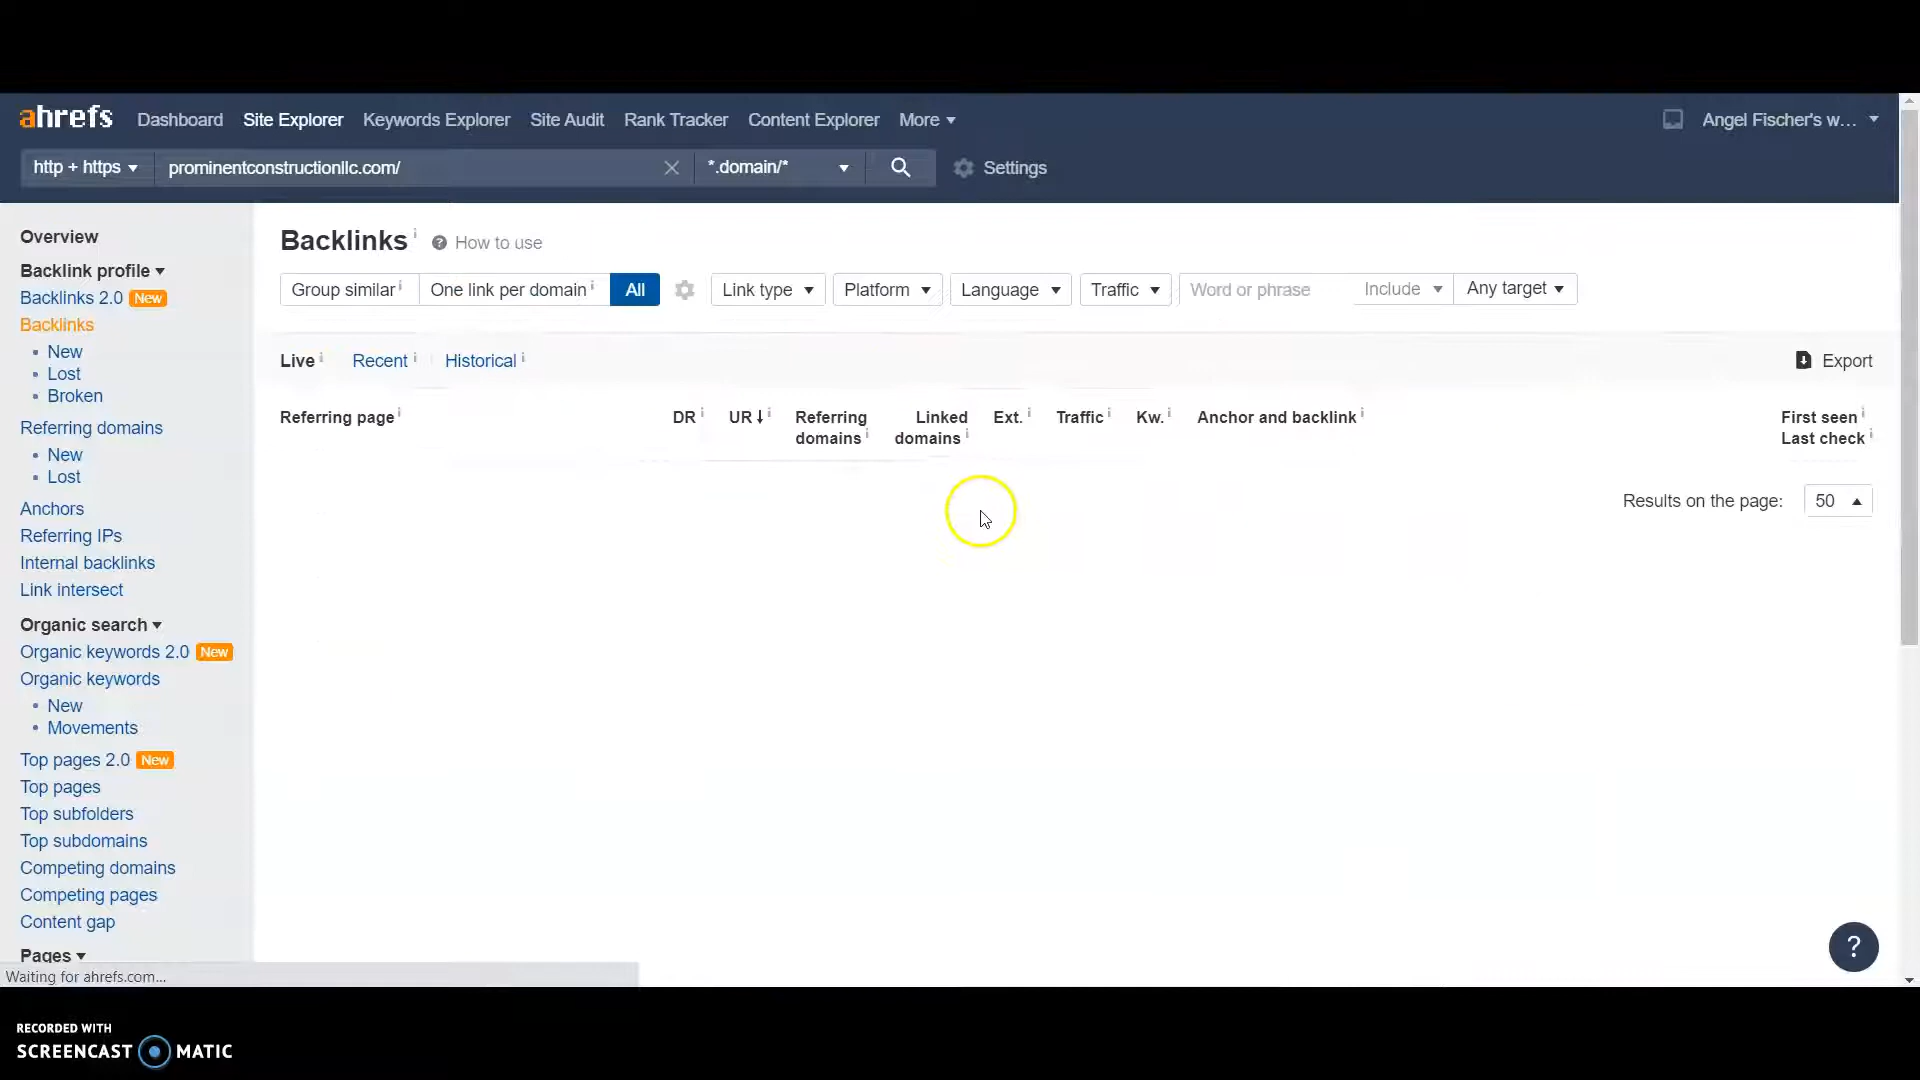 ahrefs Dashboard Site Explorer Keywords Explorer Site Audit Rank Tracker Content Explorer More Angel Fischer's w...
http + https prominentconstructionllc.com/ *.domain/* Settings
Overview
Backlink profile
Backlinks 2.0 New
Backlinks
New
Lost
Broken
Referring domains
New
Lost
Anchors
Referring IPs
Internal backlinks
Link intersect
Organic search
Organic keywords 2.0 New
Organic keywords
New
Movements
Top pages 2.0 New
Top pages
Top subfolders
Top subdomains
Competing domains
Competing pages
Content gap
Pages
Backlinks i ? How to use
Group similar i One link per domain i All Link type Platform Language Traffic Word or phrase Include Any target
Live i Recent i Historical i Export
Referring page i DR i UR i Referring domains i Linked domains i Ext. i Traffic i Kw. i Anchor and backlink i First seen i Last check i
Results on the page: 50
?
Waiting for ahrefs.com...
RECORDED WITH
SCREENCAST MATIC